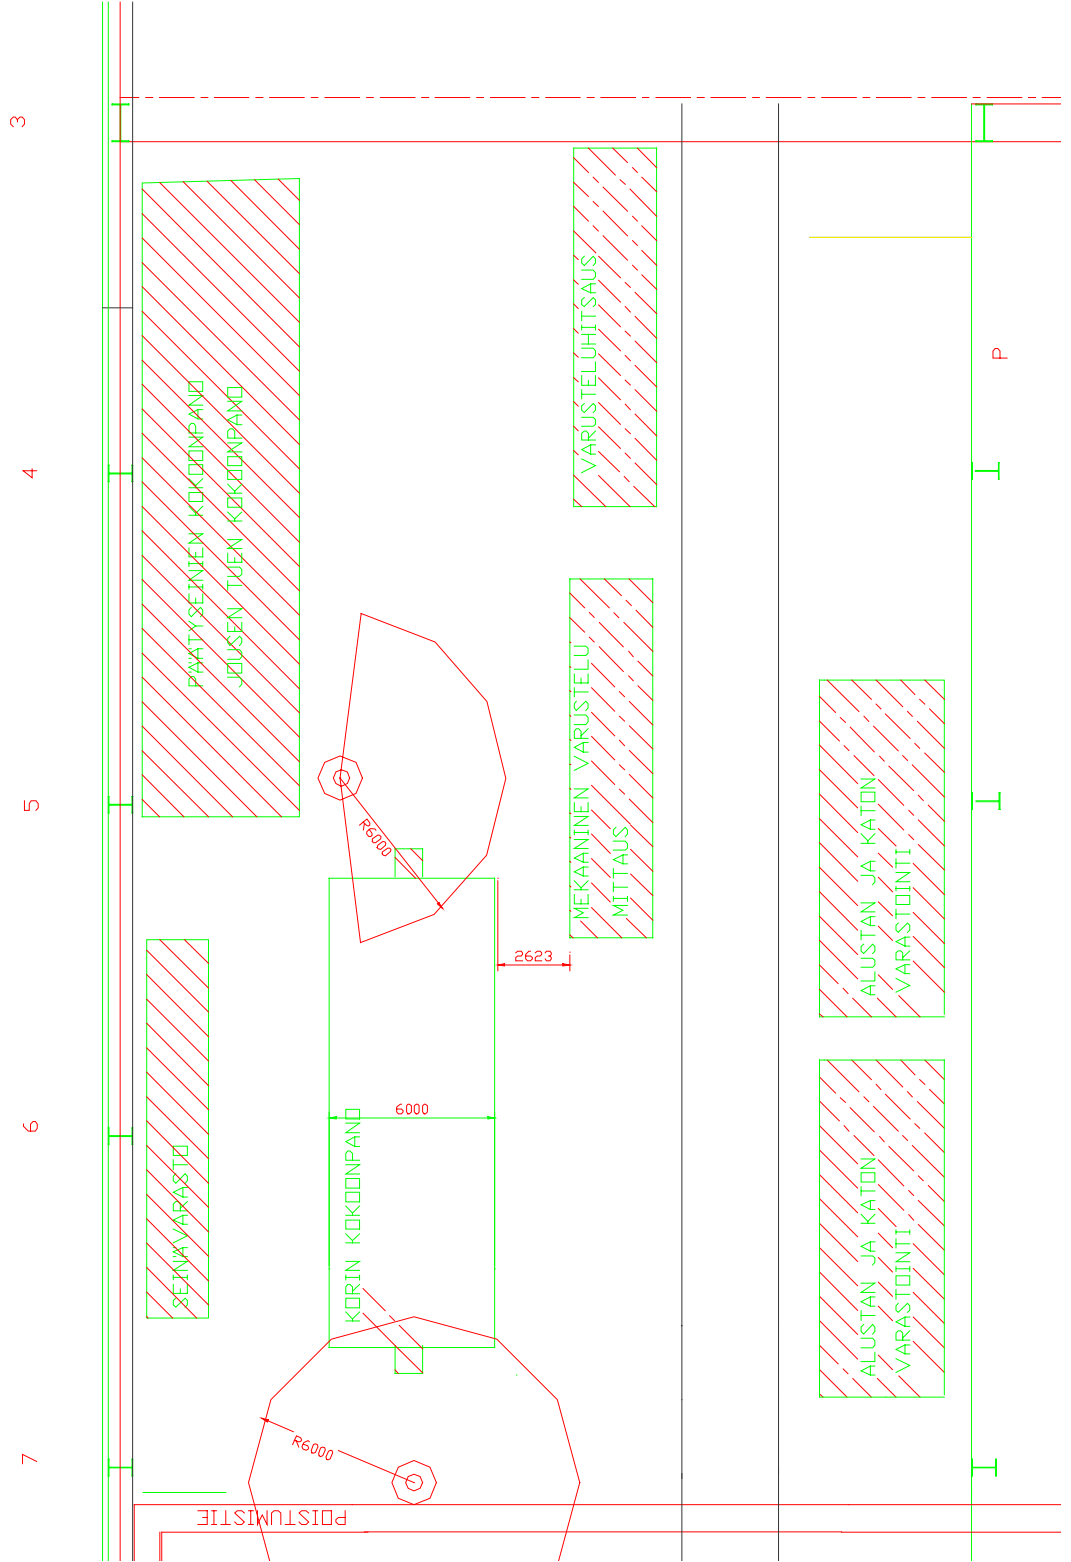 3
PÄÄTYSEINIEN KOKOONPANO
JOUSEN TUEN KOKOONPANO
VARUSTELUHITSAUS
P
4
MEKAANINEN VARUSTELU
MITTAUS
5
R6000
ALUSTAN JA KATON
VARASTOINTI
2623
6
SEINÄVARASTO
KORIN KOKOONPANO
6000
ALUSTAN JA KATON
VARASTOINTI
7
R6000
POISTUMISTIE